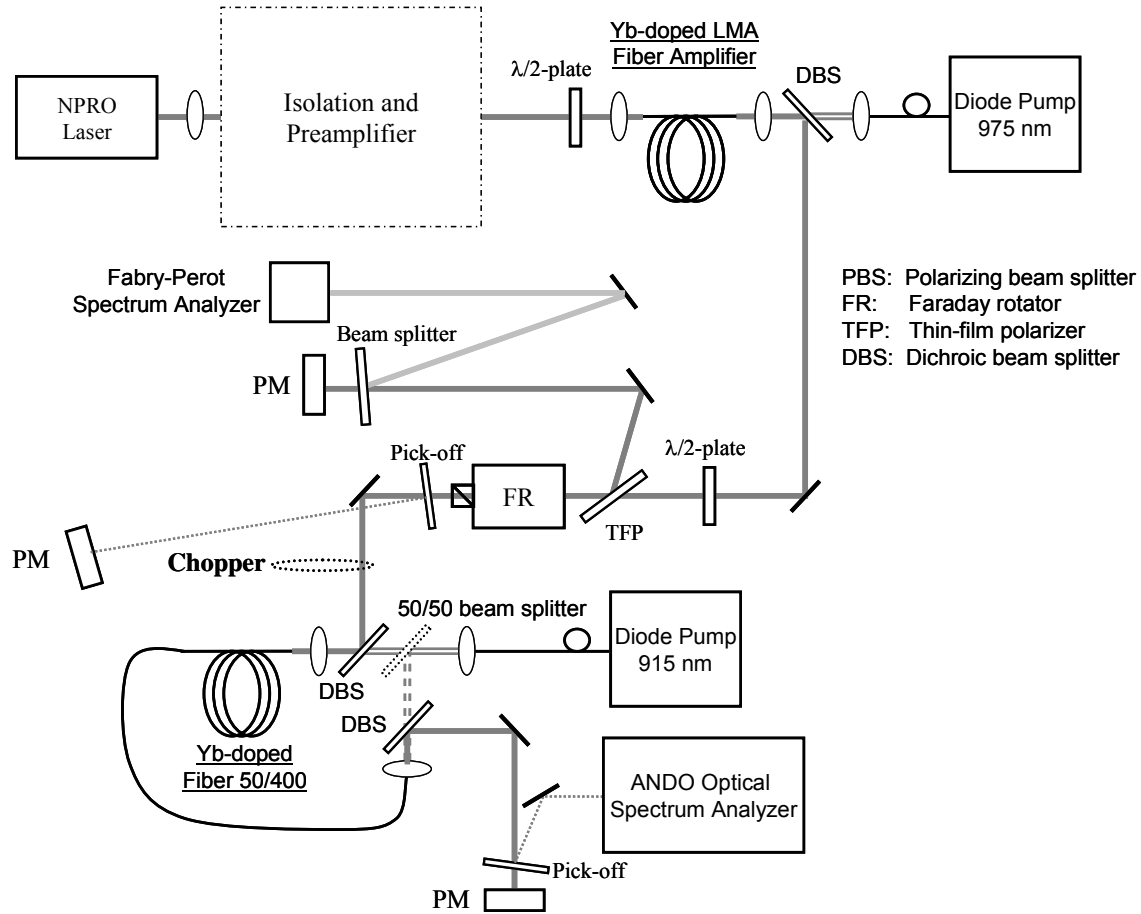 Yb-doped LMA
Fiber Amplifier
λ/2-plate
DBS
NPRO
Laser
Isolation and
Preamplifier
Diode Pump
975 nm
Fabry-Perot
Spectrum Analyzer
PBS: Polarizing beam splitter
FR: Faraday rotator
TFP: Thin-film polarizer
DBS: Dichroic beam splitter
Beam splitter
PM
Pick-off
λ/2-plate
FR
TFP
PM
Chopper
50/50 beam splitter
Diode Pump
915 nm
DBS
DBS
Yb-doped
Fiber 50/400
ANDO Optical
Spectrum Analyzer
Pick-off
PM